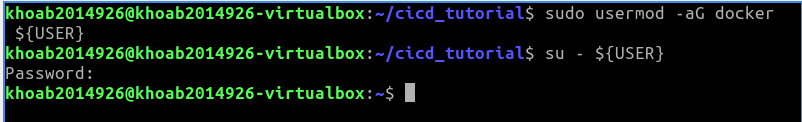 khoab2014926@khoab2014926-virtualbox:~/cicd_tutorial$ sudo usermod -aG docker
${USER}
khoab2014926@khoab2014926-virtualbox:~/cicd_tutorial$ su - ${USER}
Password:
khoab2014926@khoab2014926-virtualbox:~$